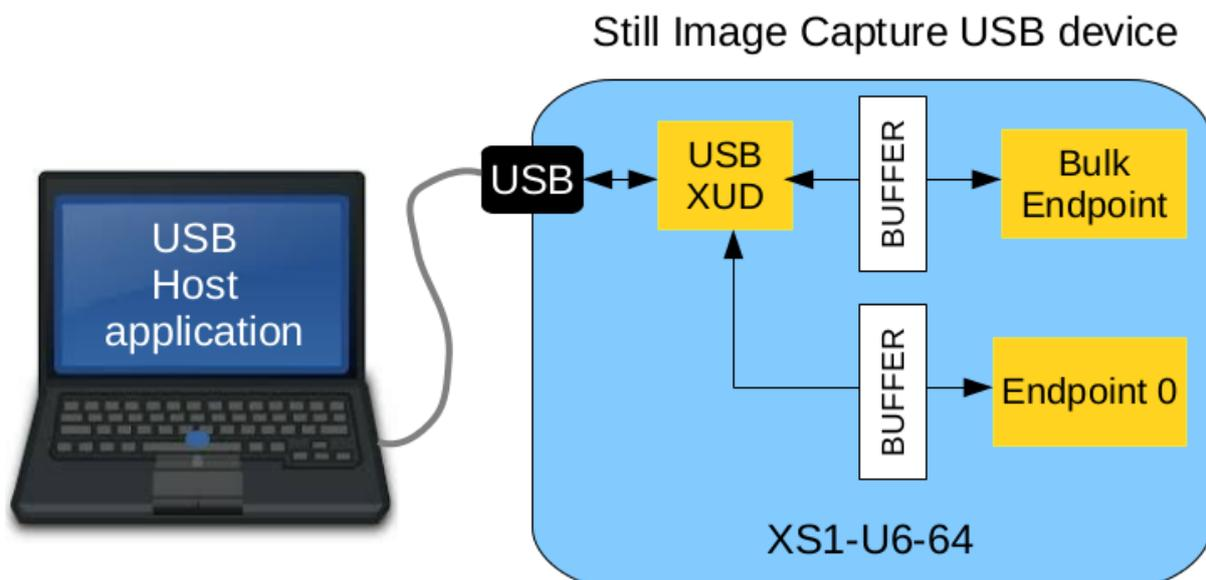 Still Image Capture USB device
USB
Host
application
USB
USB
XUD
BUFFER
Bulk
Endpoint
BUFFER
Endpoint 0
XS1-U6-64